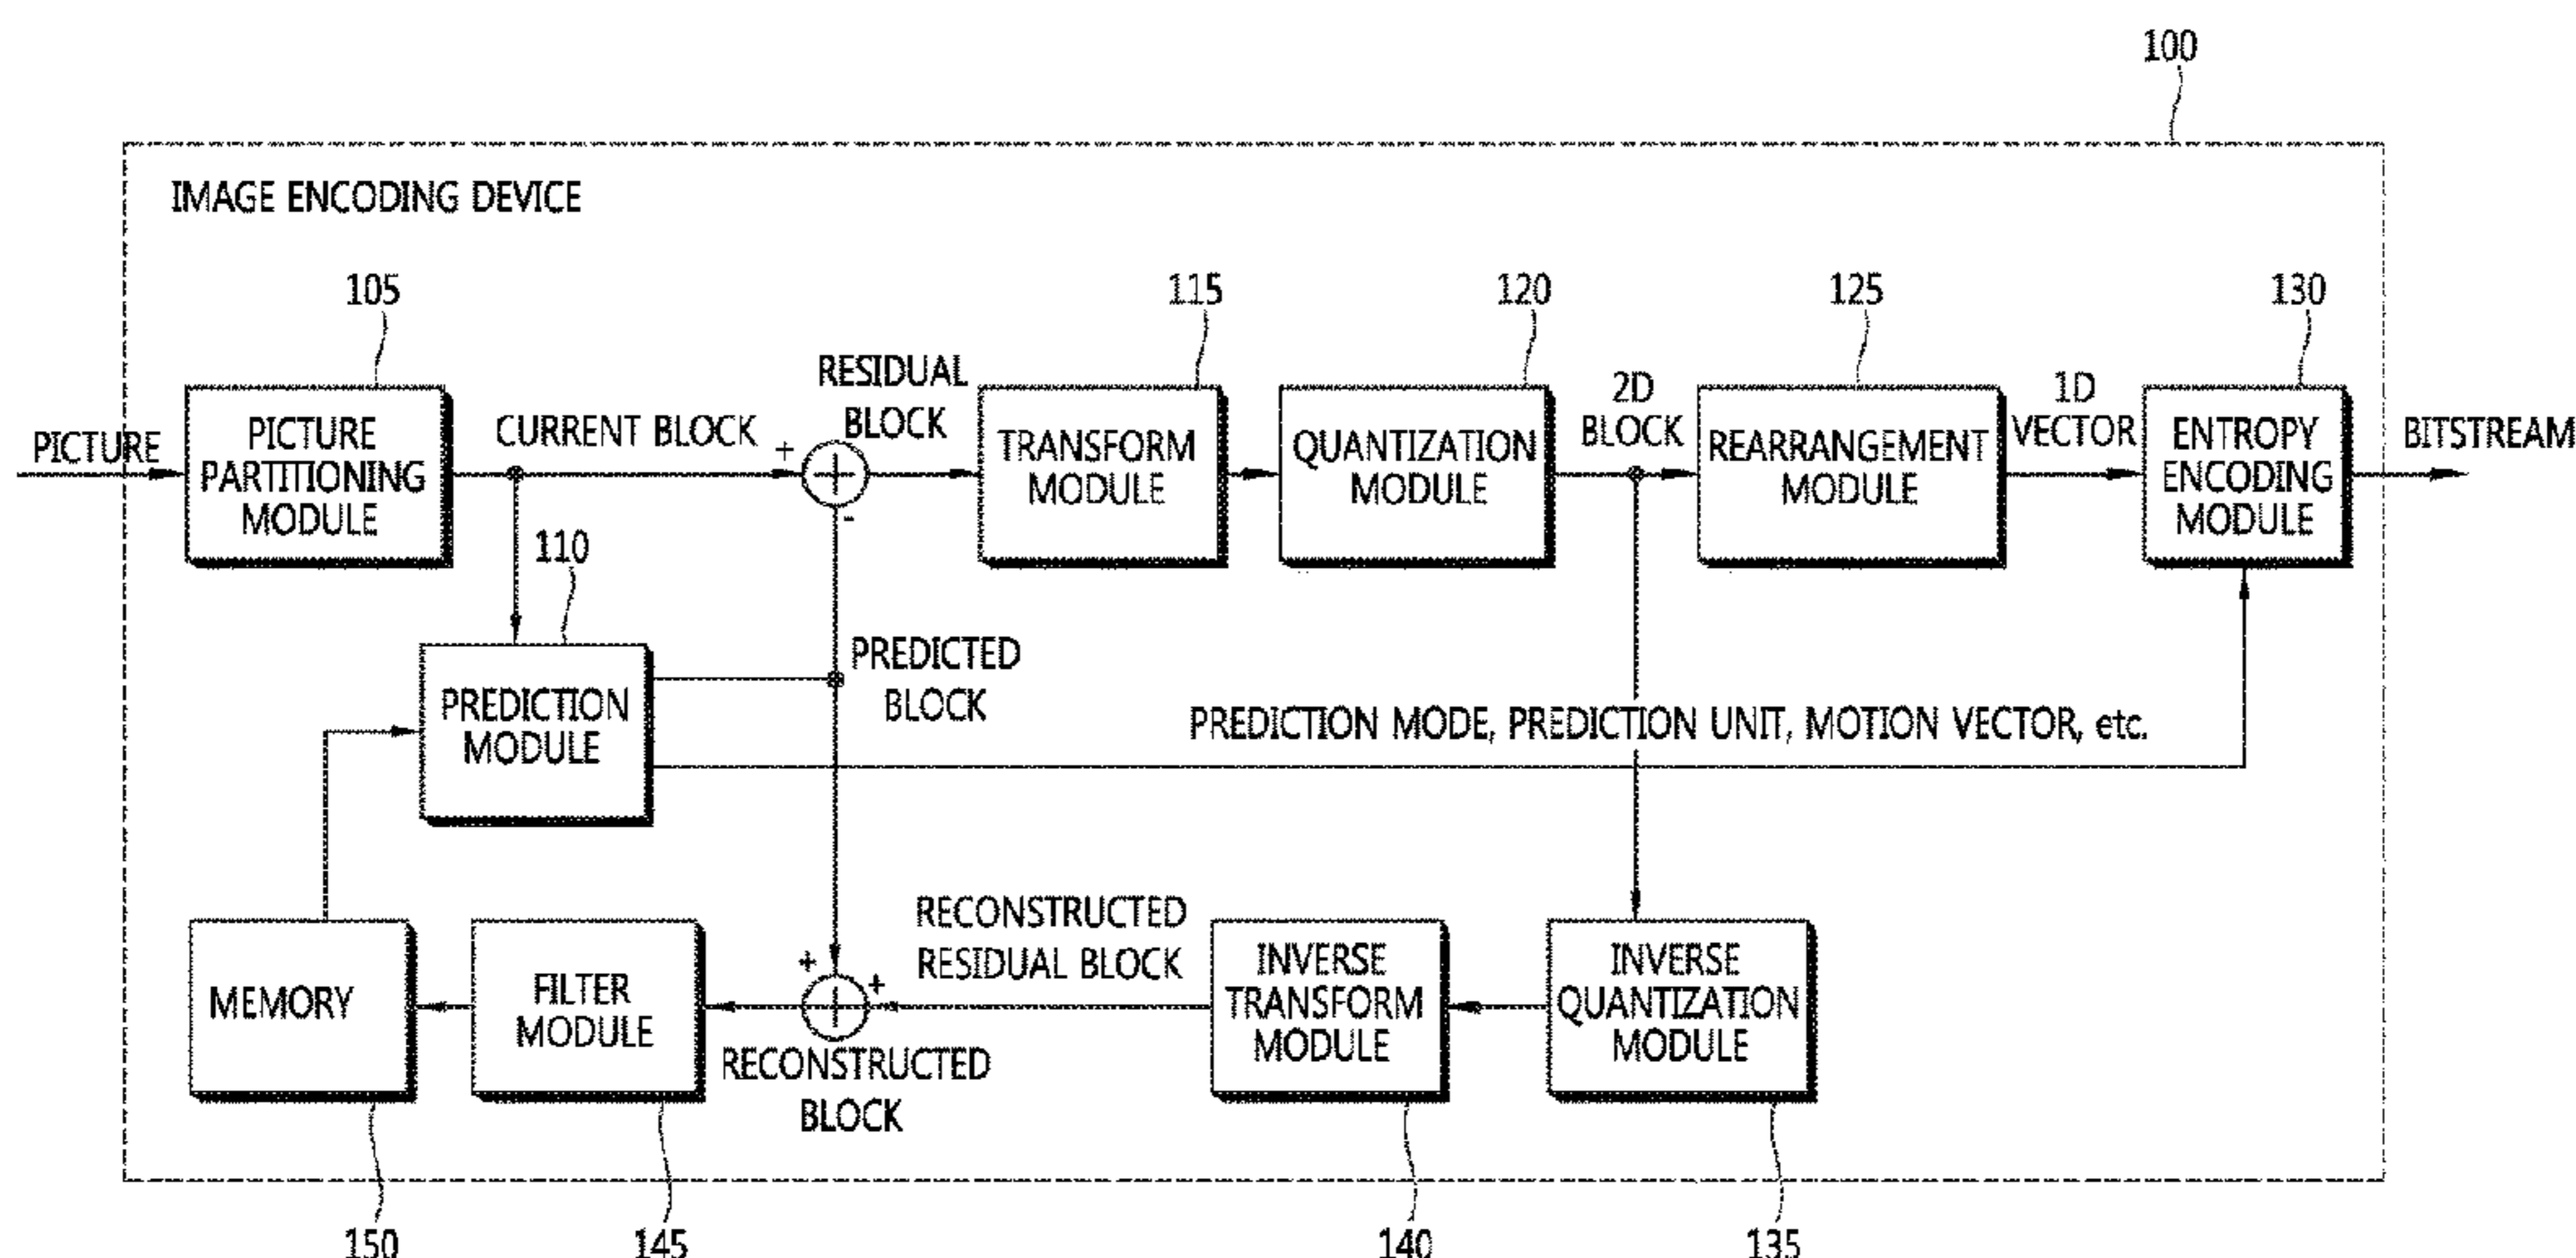 100
IMAGE ENCODING DEVICE
105
115
120
125
130
PICTURE
PICTURE
PARTITIONING
MODULE
CURRENT BLOCK
+
-
RESIDUAL
BLOCK
TRANSFORM
MODULE
QUANTIZATION
MODULE
2D
BLOCK
REARRANGEMENT
MODULE
1D
VECTOR
ENTROPY
ENCODING
MODULE
BITSTREAM
110
PREDICTION
MODULE
PREDICTED
BLOCK
PREDICTION MODE, PREDICTION UNIT, MOTION VECTOR, etc.
MEMORY
FILTER
MODULE
+
+
RECONSTRUCTED
BLOCK
RECONSTRUCTED
RESIDUAL BLOCK
INVERSE
TRANSFORM
MODULE
INVERSE
QUANTIZATION
MODULE
150
145
140
135